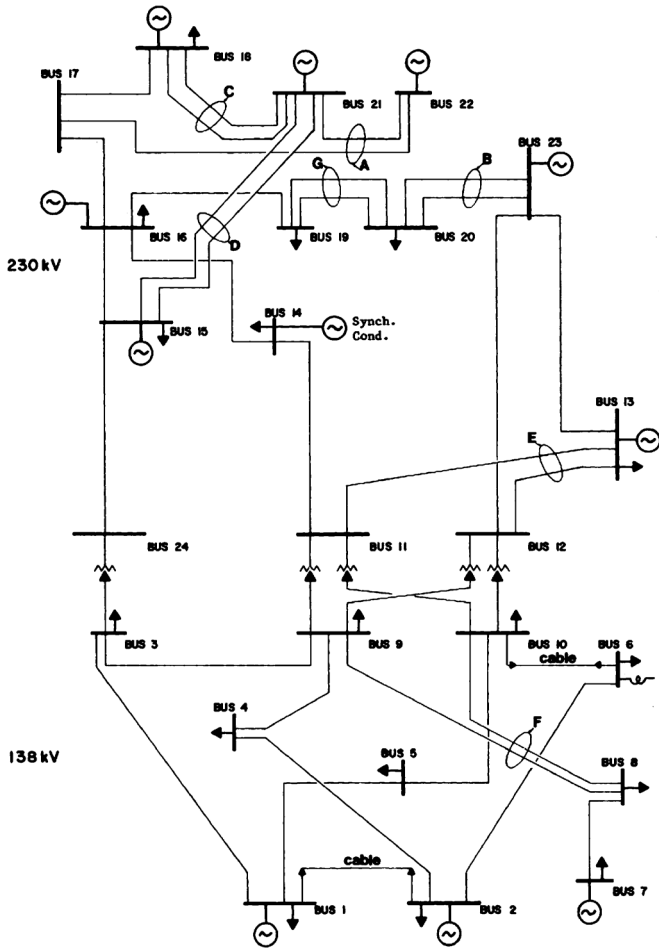 BUS 18
BUS 17
C
BUS 21
BUS 22
A
BUS 23
G
B
BUS 16
D
BUS 19
BUS 20
230 kV
BUS 14
Synch.
Cond.
BUS 15
BUS 13
E
BUS 24
BUS 11
BUS 12
BUS 3
BUS 9
BUS 10
BUS 6
cable
BUS 4
F
138 kV
BUS 5
BUS 8
cable
BUS 1
BUS 2
BUS 7